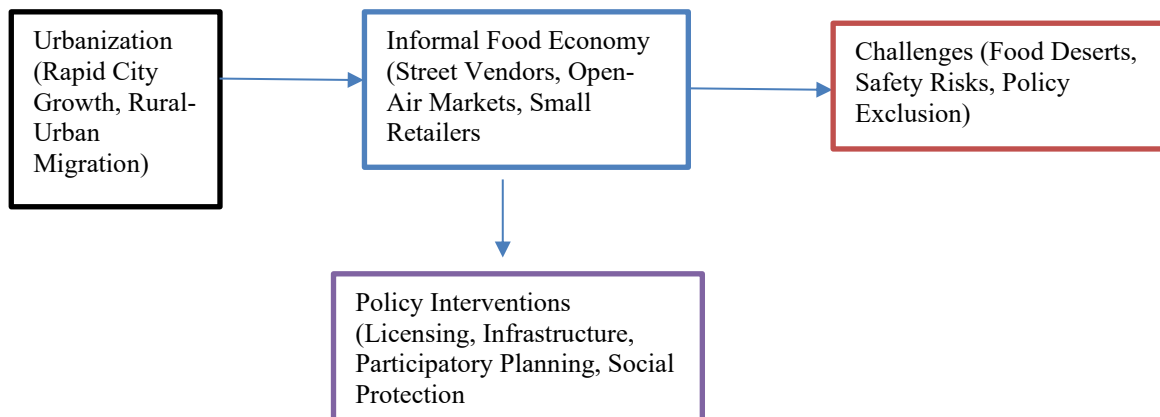 Urbanization
(Rapid City
Growth, Rural-
Urban
Migration)
Informal Food Economy
(Street Vendors, Open-
Air Markets, Small
Retailers
Challenges (Food Deserts,
Safety Risks, Policy
Exclusion)
Policy Interventions
(Licensing, Infrastructure,
Participatory Planning, Social
Protection